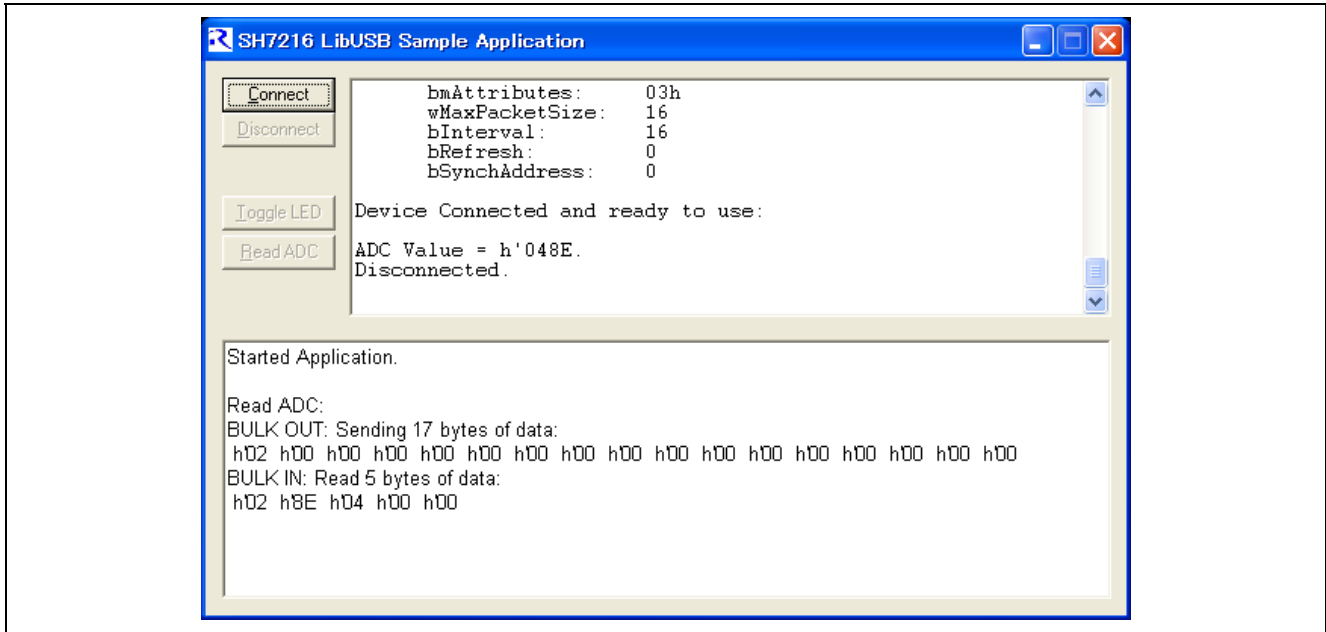 SH7216 LibUSB Sample Application
Connect
Disconnect
Toggle LED
Read ADC
bmAttributes: 03h
wMaxPacketSize: 16
bInterval: 16
bRefresh: 0
bSynchAddress: 0
Device Connected and ready to use:
ADC Value = h'048E.
Disconnected.
Started Application.
Read ADC:
BULK OUT: Sending 17 bytes of data:
h'02 h'00 h'00 h'00 h'00 h'00 h'00 h'00 h'00 h'00 h'00 h'00 h'00 h'00 h'00 h'00 h'00
BULK IN: Read 5 bytes of data:
h'02 h'8E h'04 h'00 h'00